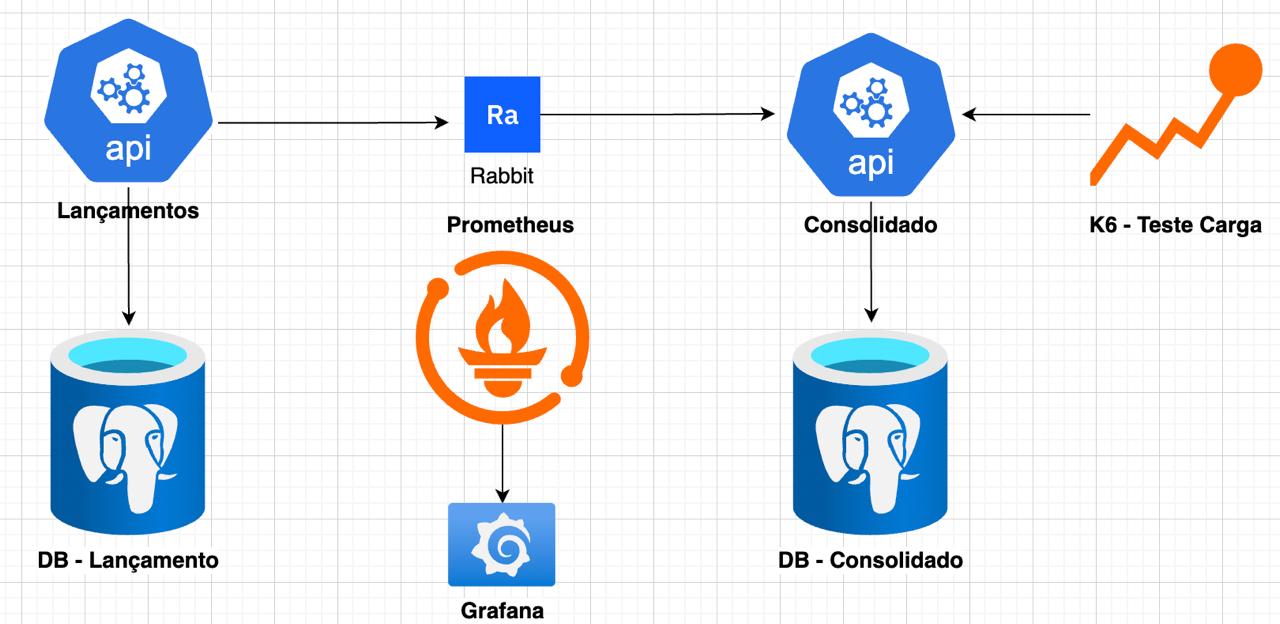 api
Lançamentos
Ra
Rabbit
api
Consolidado
K6 - Teste Carga
Prometheus
DB - Lançamento
Grafana
DB - Consolidado